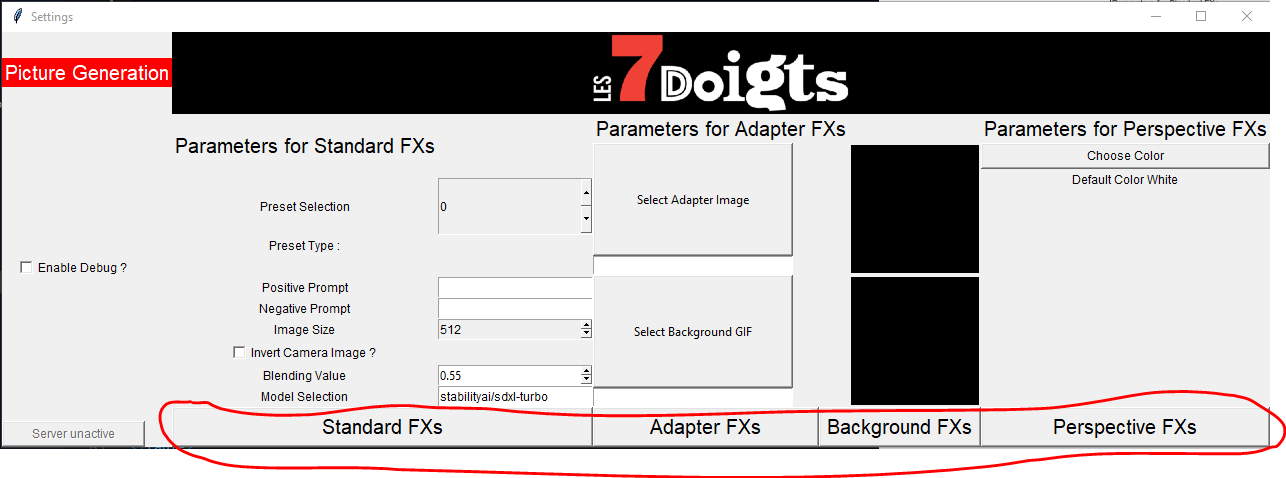 Settings
Picture Generation
LES 7 Doigts
Parameters for Standard FXs
Parameters for Adapter FXs
Parameters for Perspective FXs
Choose Color
Default Color White
Select Adapter Image
Preset Selection
0
Preset Type :
Enable Debug ?
Positive Prompt
Negative Prompt
Image Size
512
Select Background GIF
Invert Camera Image ?
Blending Value
0.55
Model Selection
stabilityai/sdxl-turbo
Server unactive
Standard FXs
Adapter FXs
Background FXs
Perspective FXs